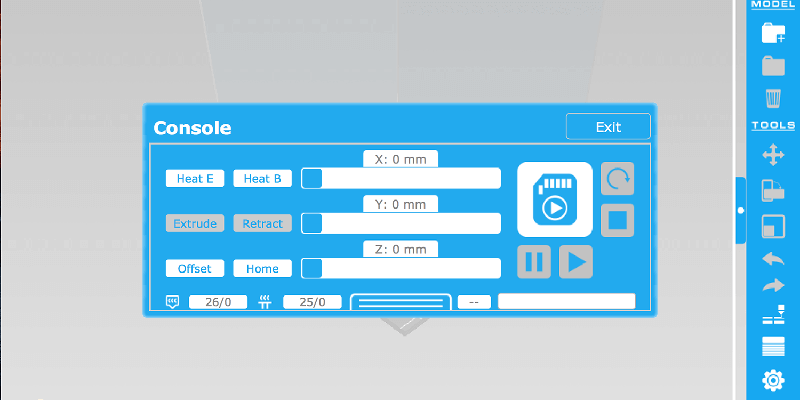 MODEL
Console
Exit
X: 0 mm
Heat E
Heat B
TOOLS
Y: 0 mm
Extrude
Retract
Z: 0 mm
Offset
Home
26/0
25/0
--